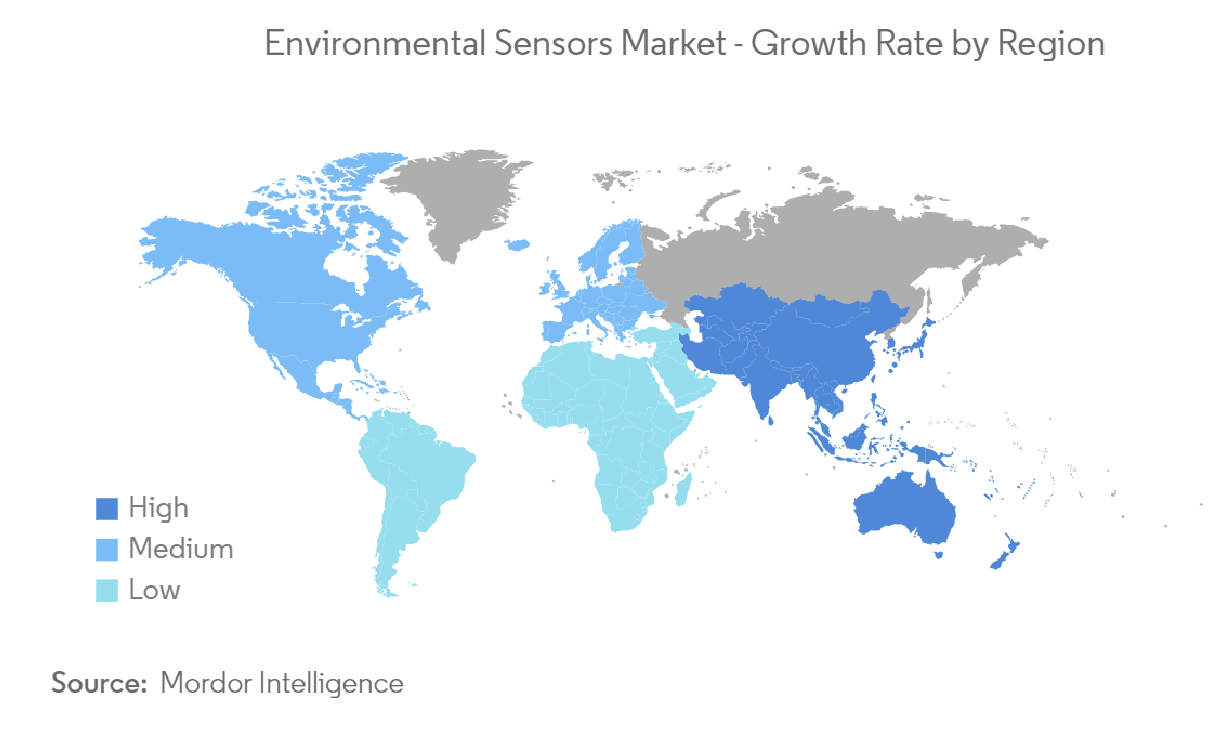 Environmental Sensors Market - Growth Rate by Region
High
Medium
Low
Source: Mordor Intelligence